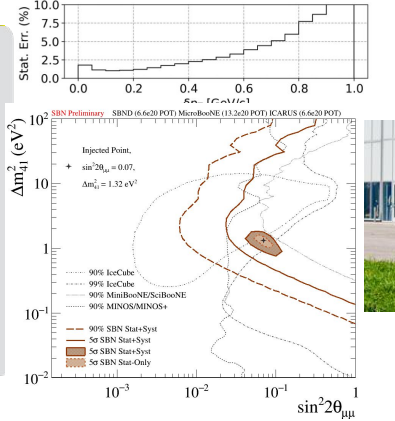 Stat. Err. (%)
10.0
7.5
5.0
2.5
0.0
0.0 0.2 0.4 0.6 0.8 1.0
SBN Preliminary SBND (6.6e20 POT) MicroBooNE (13.2e20 POT) ICARUS (6.6e20 POT)
Δm²₄₁ (eV²)
10²
10
1
10⁻¹
10⁻²
Injected Point,
sin²2θμμ = 0.07,
Δm²₄₁ = 1.32 eV²
90% IceCube
99% IceCube
90% MiniBooNE/SciBooNE
90% MINOS/MINOS+
90% SBN Stat+Syst
5σ SBN Stat+Syst
5σ SBN Stat+Syst
5σ SBN Stat-Only
10⁻³ 10⁻² 10⁻¹ 1
sin²2θμμ